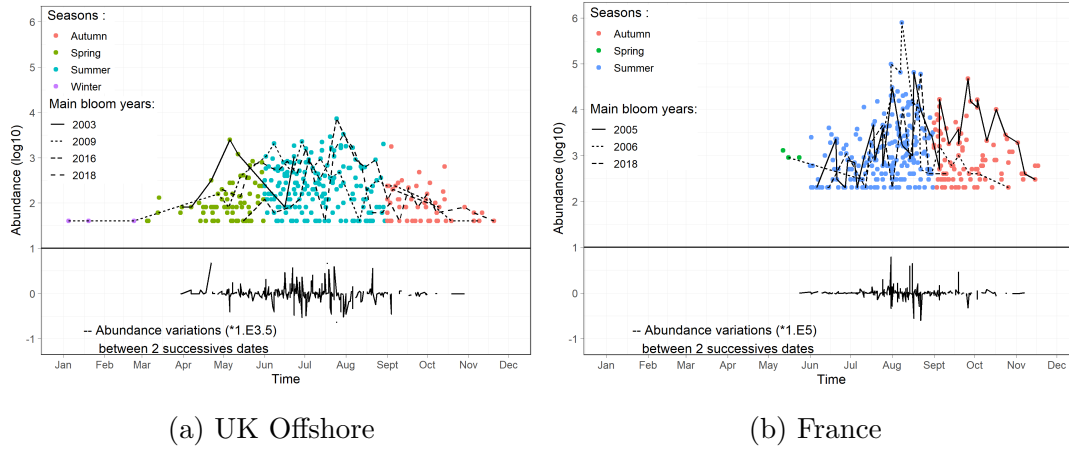 Seasons :
Autumn
Spring
Summer
Winter
Main bloom years:
2003
2009
2016
2018
Abundance (log10)
6
5
4
3
2
1
0
-1
-- Abundance variations (*1.E3.5)
between 2 successives dates
Jan Feb Mar Apr May Jun Jul Aug Sept Oct Nov Dec
Time
(a) UK Offshore
Seasons :
Autumn
Spring
Summer
Main bloom years:
2005
2006
2018
Abundance (log10)
6
5
4
3
2
1
0
-1
-- Abundance variations (*1.E5)
between 2 successives dates
Jan Feb Mar Apr May Jun Jul Aug Sept Oct Nov Dec
Time
(b) France